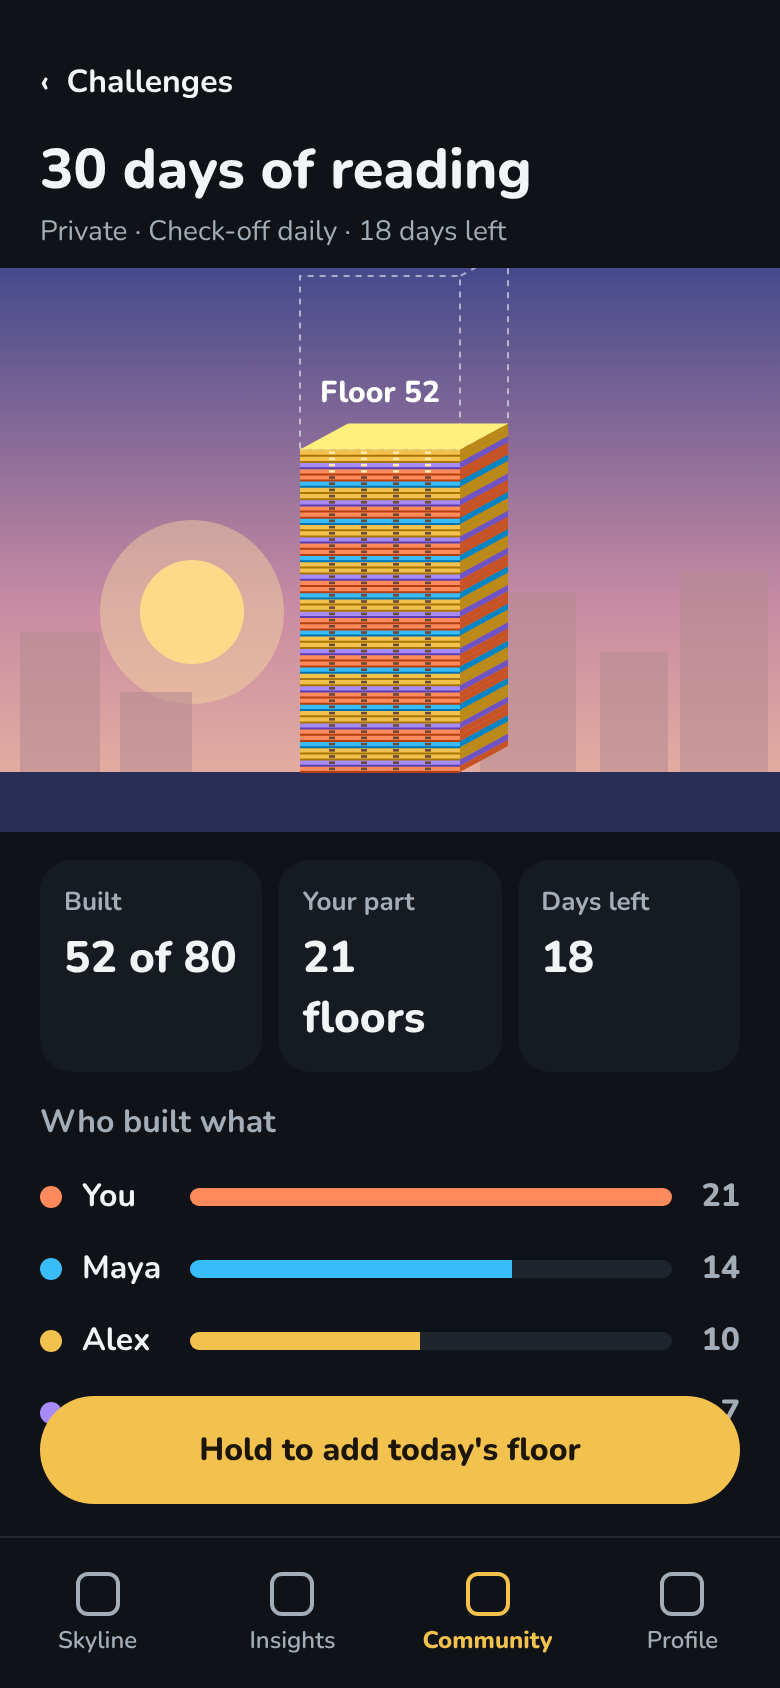 ‹ Challenges
30 days of reading
Private · Check-off daily · 18 days left
Floor 52
Built
52 of 80
Your part
21
floors
Days left
18
Who built what
You 21
Maya 14
Alex 10
7
Hold to add today's floor
Skyline
Insights
Community
Profile